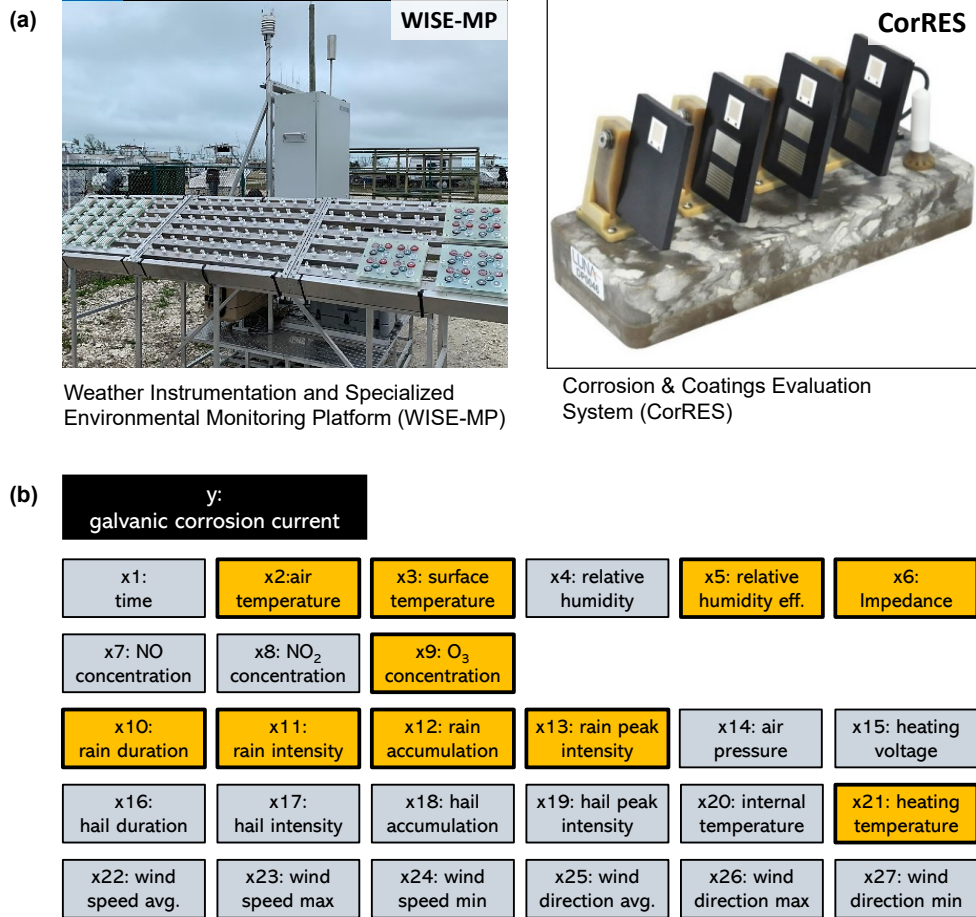 (a)
WISE-MP
CorRES
LUNA
Weather Instrumentation and Specialized
Environmental Monitoring Platform (WISE-MP)
Corrosion & Coatings Evaluation
System (CorRES)
(b)
y:
galvanic corrosion current
x1:
time
x2:air
temperature
x3: surface
temperature
x4: relative
humidity
x5: relative
humidity eff.
x6:
Impedance
x7: NO
concentration
x8: NO₂
concentration
x9: O₃
concentration
x10:
rain duration
x11:
rain intensity
x12: rain
accumulation
x13: rain peak
intensity
x14: air
pressure
x15: heating
voltage
x16:
hail duration
x17:
hail intensity
x18: hail
accumulation
x19: hail peak
intensity
x20: internal
temperature
x21: heating
temperature
x22: wind
speed avg.
x23: wind
speed max
x24: wind
speed min
x25: wind
direction avg.
x26: wind
direction max
x27: wind
direction min